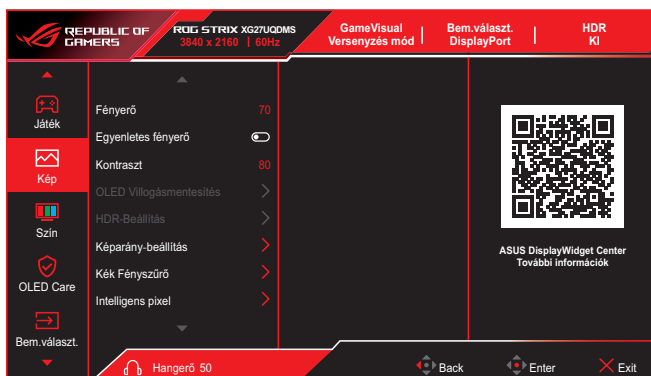 REPUBLIC OF
GAMERS
ROG STRIX XG27UQDMS
3840 x 2160 | 60Hz
GameVisual
Versenyzés mód
Bem.választ.
DisplayPort
HDR
KI
Játék
Kép
Szín
OLED Care
Bem.választ.
Fényerő 70
Egyenletes fényerő
Kontraszt 80
OLED Villogásmentesítés
HDR-Beállítás
Képarány-beállítás
Kék Fényszűrő
Intelligens pixel
ASUS DisplayWidget Center
További információk
Hangerő 50
Back
Enter
Exit